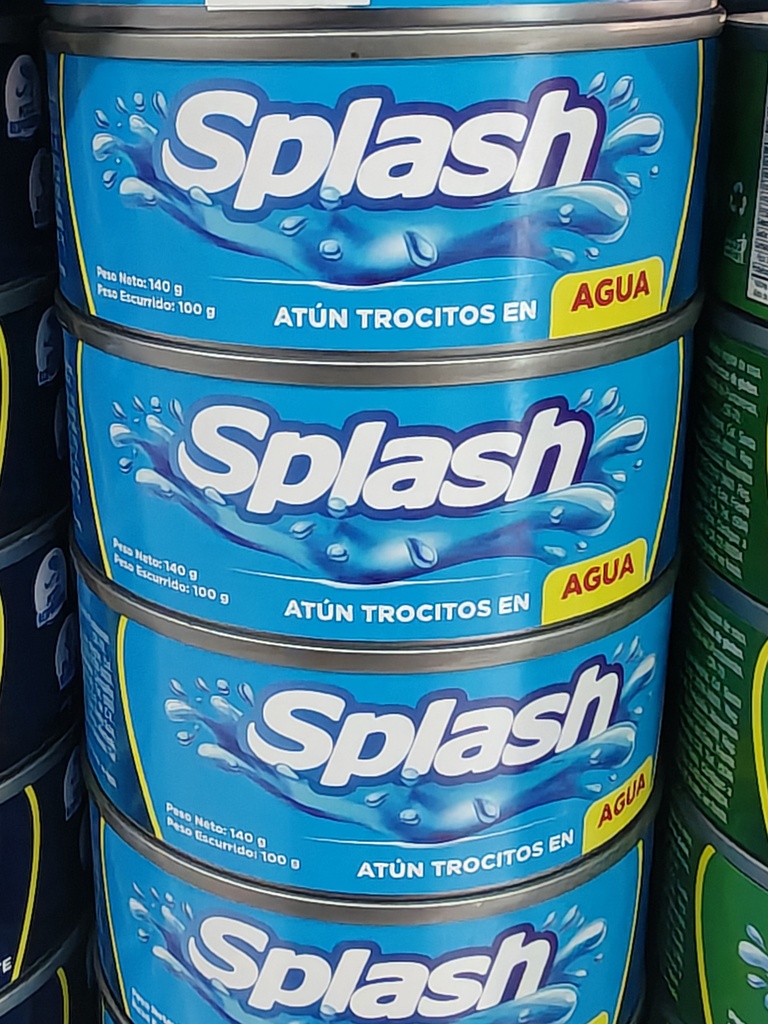 Splash
Peso Neto: 140 g
Peso Escurrido: 100 g
ATÚN TROCITOS EN AGUA
Splash
Peso Neto: 140 g
Peso Escurrido: 100 g
ATÚN TROCITOS EN AGUA
Splash
Peso Neto: 140 g
Peso Escurrido: 100 g
ATÚN TROCITOS EN AGUA
Splash